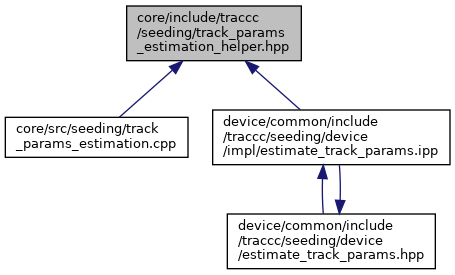 core/include/traccc
/seeding/track_params
_estimation_helper.hpp
core/src/seeding/track
_params_estimation.cpp
device/common/include
/traccc/seeding/device
/impl/estimate_track_params.ipp
device/common/include
/traccc/seeding/device
/estimate_track_params.hpp